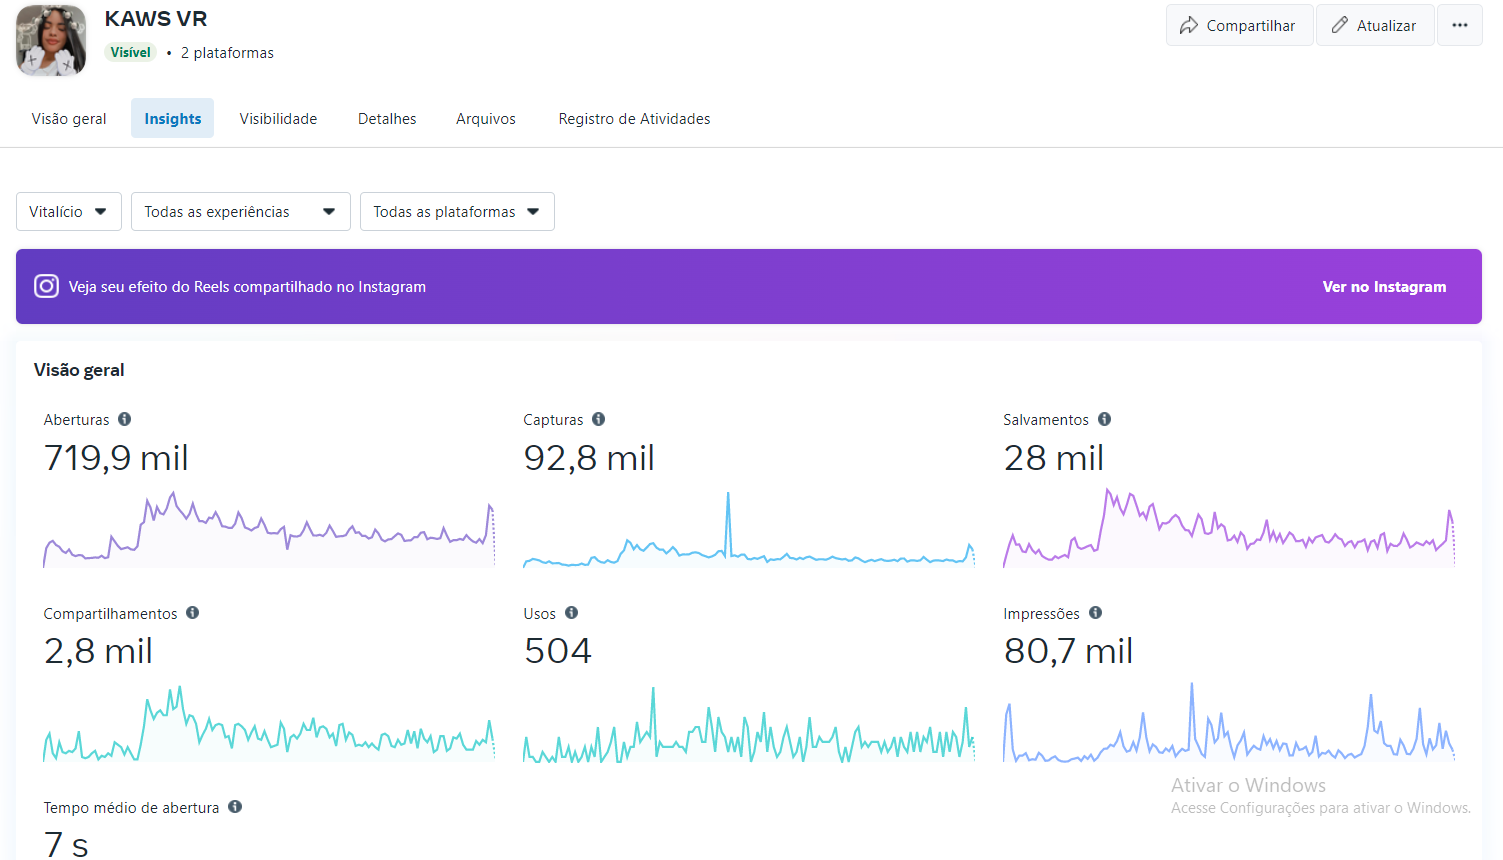 KAWS VR
Visível • 2 plataformas
Compartilhar
Atualizar
Visão geral
Insights
Visibilidade
Detalhes
Arquivos
Registro de Atividades
Vitalício
Todas as experiências
Todas as plataformas
Veja seu efeito do Reels compartilhado no Instagram
Ver no Instagram
Visão geral
Aberturas
719,9 mil
Capturas
92,8 mil
Salvamentos
28 mil
Compartilhamentos
2,8 mil
Usos
504
Impressões
80,7 mil
Tempo médio de abertura
7 s
Ativar o Windows
Acesse Configurações para ativar o Windows.